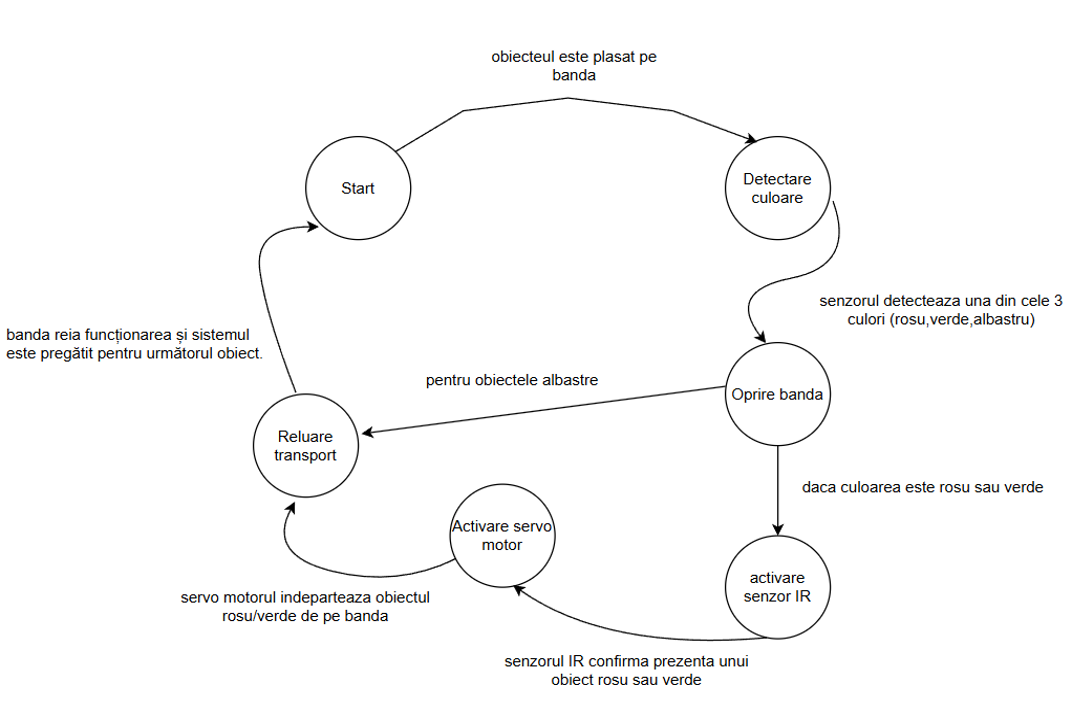 obiecteul este plasat pe
banda
Start
Detectare
culoare
senzorul detecteaza una din cele 3
culori (rosu,verde,albastru)
banda reia funcționarea și sistemul
este pregătit pentru următorul obiect.
pentru obiectele albastre
Oprire banda
Reluare
transport
daca culoarea este rosu sau verde
Activare servo
motor
activare
senzor IR
servo motorul indeparteaza obiectul
rosu/verde de pe banda
senzorul IR confirma prezenta unui
obiect rosu sau verde